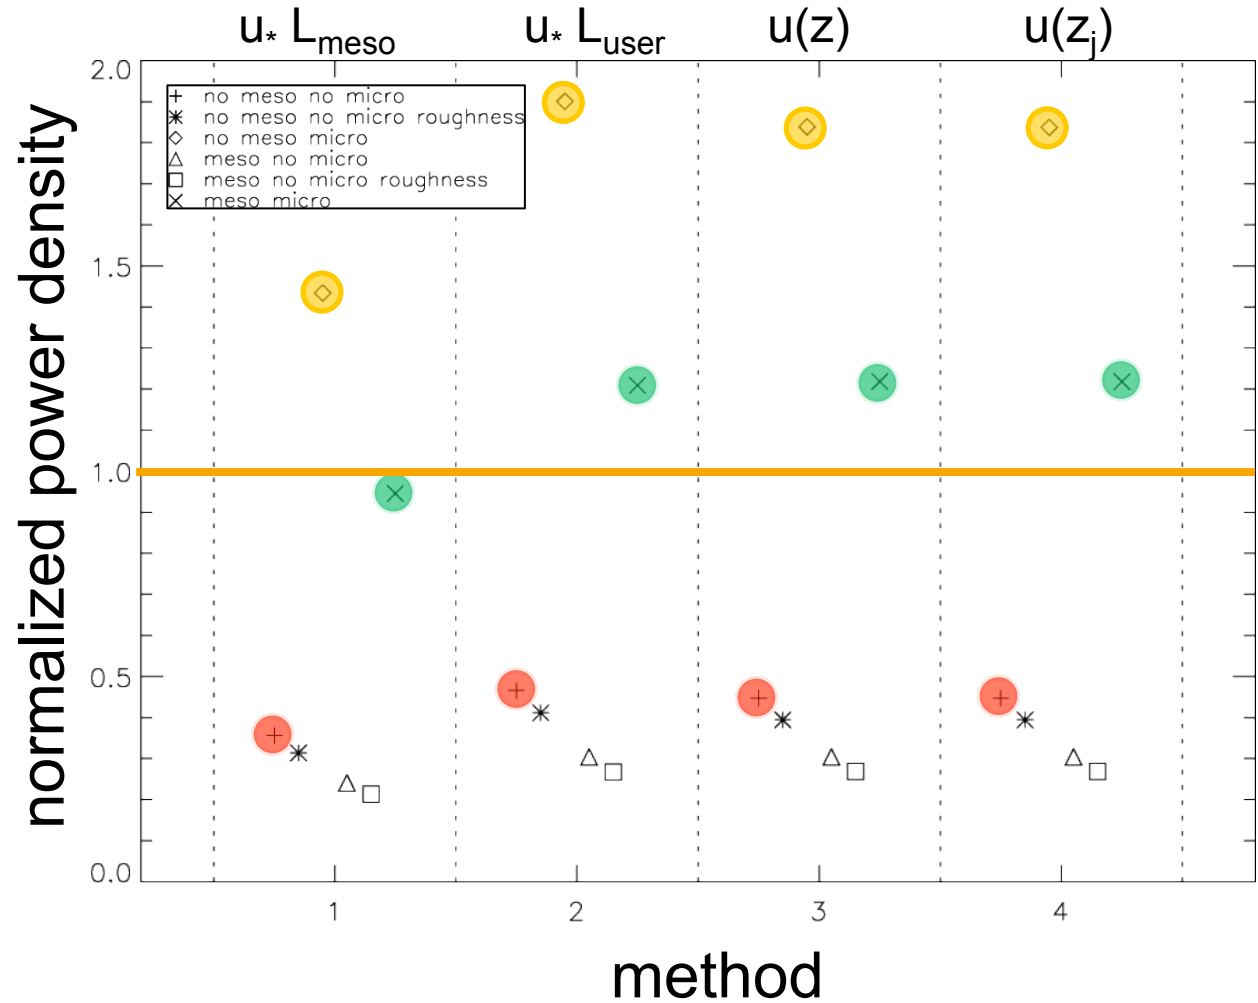 u* Lmeso u* Luser u(z) u(zj)
2.0
+ no meso no micro
no meso no micro roughness
no meso micro
meso no micro
meso no micro roughness
meso micro
1.5
1.0
0.5
0.0
normalized power density
1 2 3 4
method